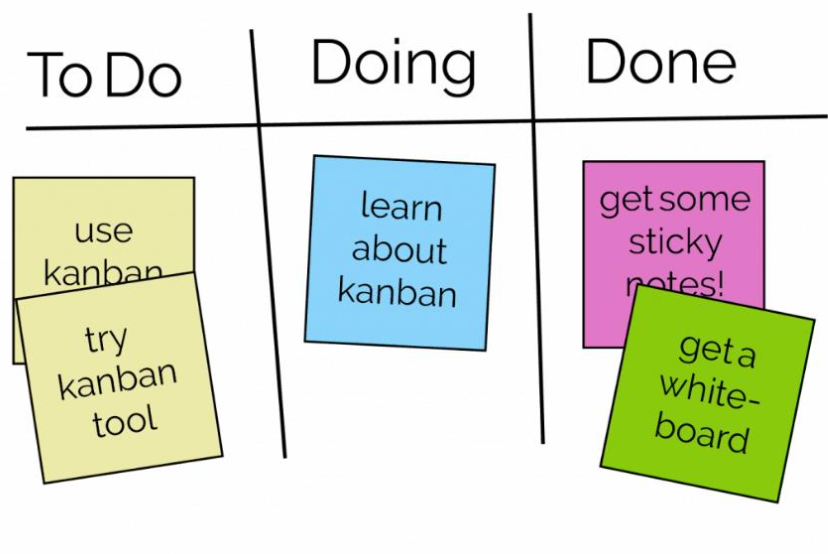 To Do
Doing
Done
use
kanban
try
kanban
tool
learn
about
kanban
get some
sticky
notes!
get a
white-
board